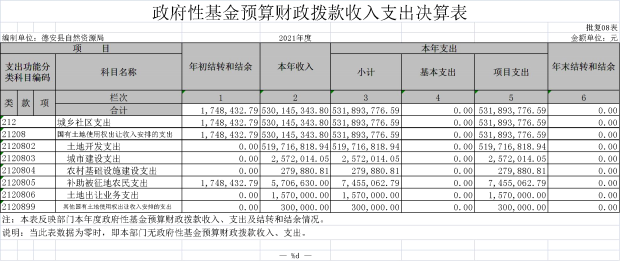 政府性基金预算财政拨款收入支出决算表
批复08表
编制单位：德安县自然资源局 2021年度 金额单位：元
项 目 年初结转和结余 本年收入 本年支出 年末结转和结余
支出功能分类科目编码 科目名称 小计 基本支出 项目支出
类 款 项 栏次 1 2 3 4 5 6
合计 1,748,432.79 530,145,343.80 531,893,776.59 0.00 531,893,776.59 0.00
212 城乡社区支出 1,748,432.79 530,145,343.80 531,893,776.59 0.00 531,893,776.59 0.00
21208 国有土地使用权出让收入安排的支出 1,748,432.79 530,145,343.80 531,893,776.59 0.00 531,893,776.59 0.00
2120802 土地开发支出 0.00 519,716,818.94 519,716,818.94 0.00 519,716,818.94 0.00
2120803 城市建设支出 0.00 2,572,014.05 2,572,014.05 0.00 2,572,014.05 0.00
2120804 农村基础设施建设支出 0.00 279,880.81 279,880.81 0.00 279,880.81 0.00
2120805 补助被征地农民支出 1,748,432.79 5,706,630.00 7,455,062.79 0.00 7,455,062.79 0.00
2120806 土地出让业务支出 0.00 1,570,000.00 1,570,000.00 0.00 1,570,000.00 0.00
2120899 其他国有土地使用权出让收入安排的支出 0.00 300,000.00 300,000.00 0.00 300,000.00 0.00
注：本表反映部门本年度政府性基金预算财政拨款收入、支出及结转和结余情况。
说明：当此表数据为零时，即本部门无政府性基金预算财政拨款收入、支出。
— %d —